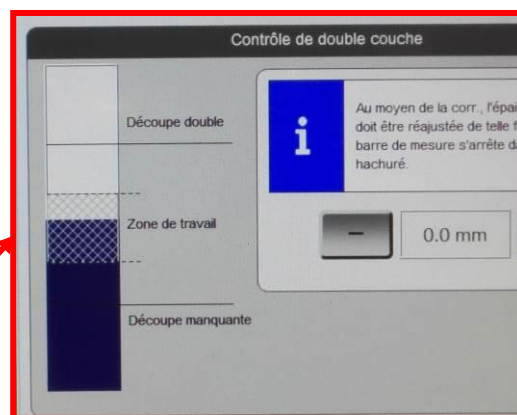 Contrôle de double couche
Découpe double
Zone de travail
Découpe manquante
i
Au moyen de la corr., l'épai
doit être réajustée de telle f
barre de mesure s'arrête da
hachuré.
–
0.0 mm